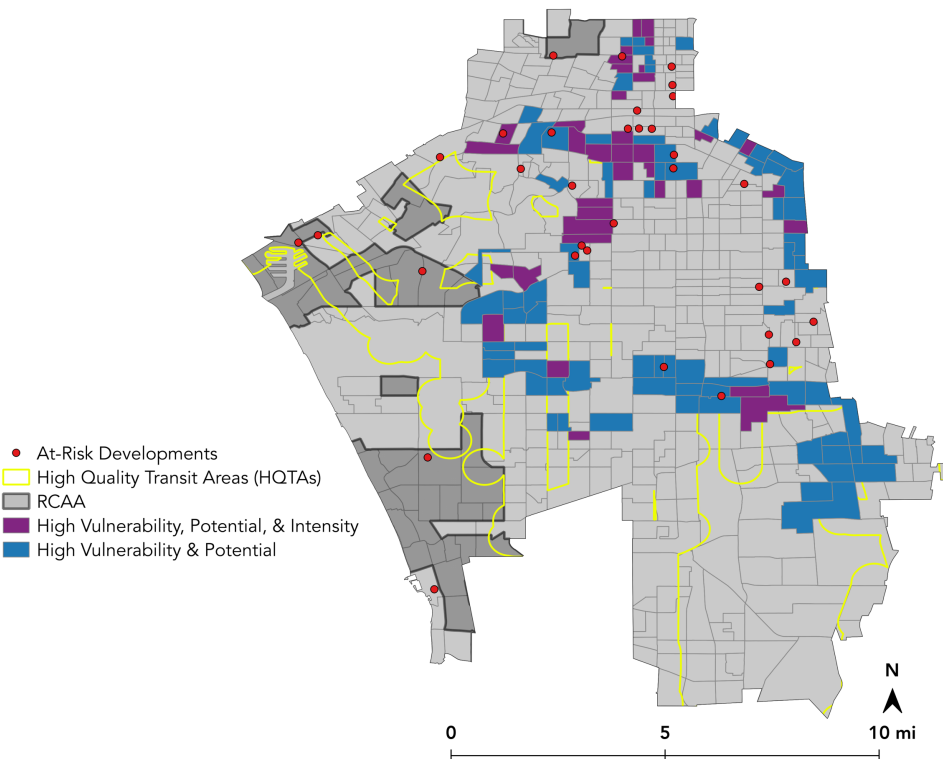 At-Risk Developments
High Quality Transit Areas (HQTAs)
RCAA
High Vulnerability, Potential, & Intensity
High Vulnerability & Potential
N
0 5 10 mi